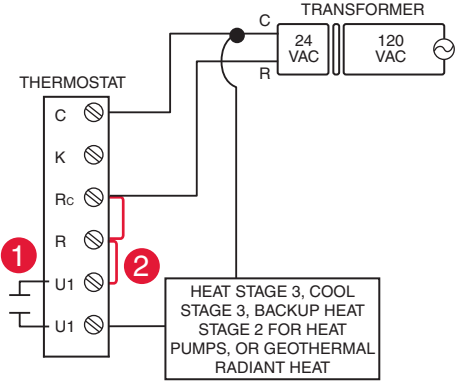 TRANSFORMER
C
24
VAC
120
VAC
R
THERMOSTAT
C
K
Rc
R
1
2
U1
U1
HEAT STAGE 3, COOL
STAGE 3, BACKUP HEAT
STAGE 2 FOR HEAT
PUMPS, OR GEOTHERMAL
RADIANT HEAT